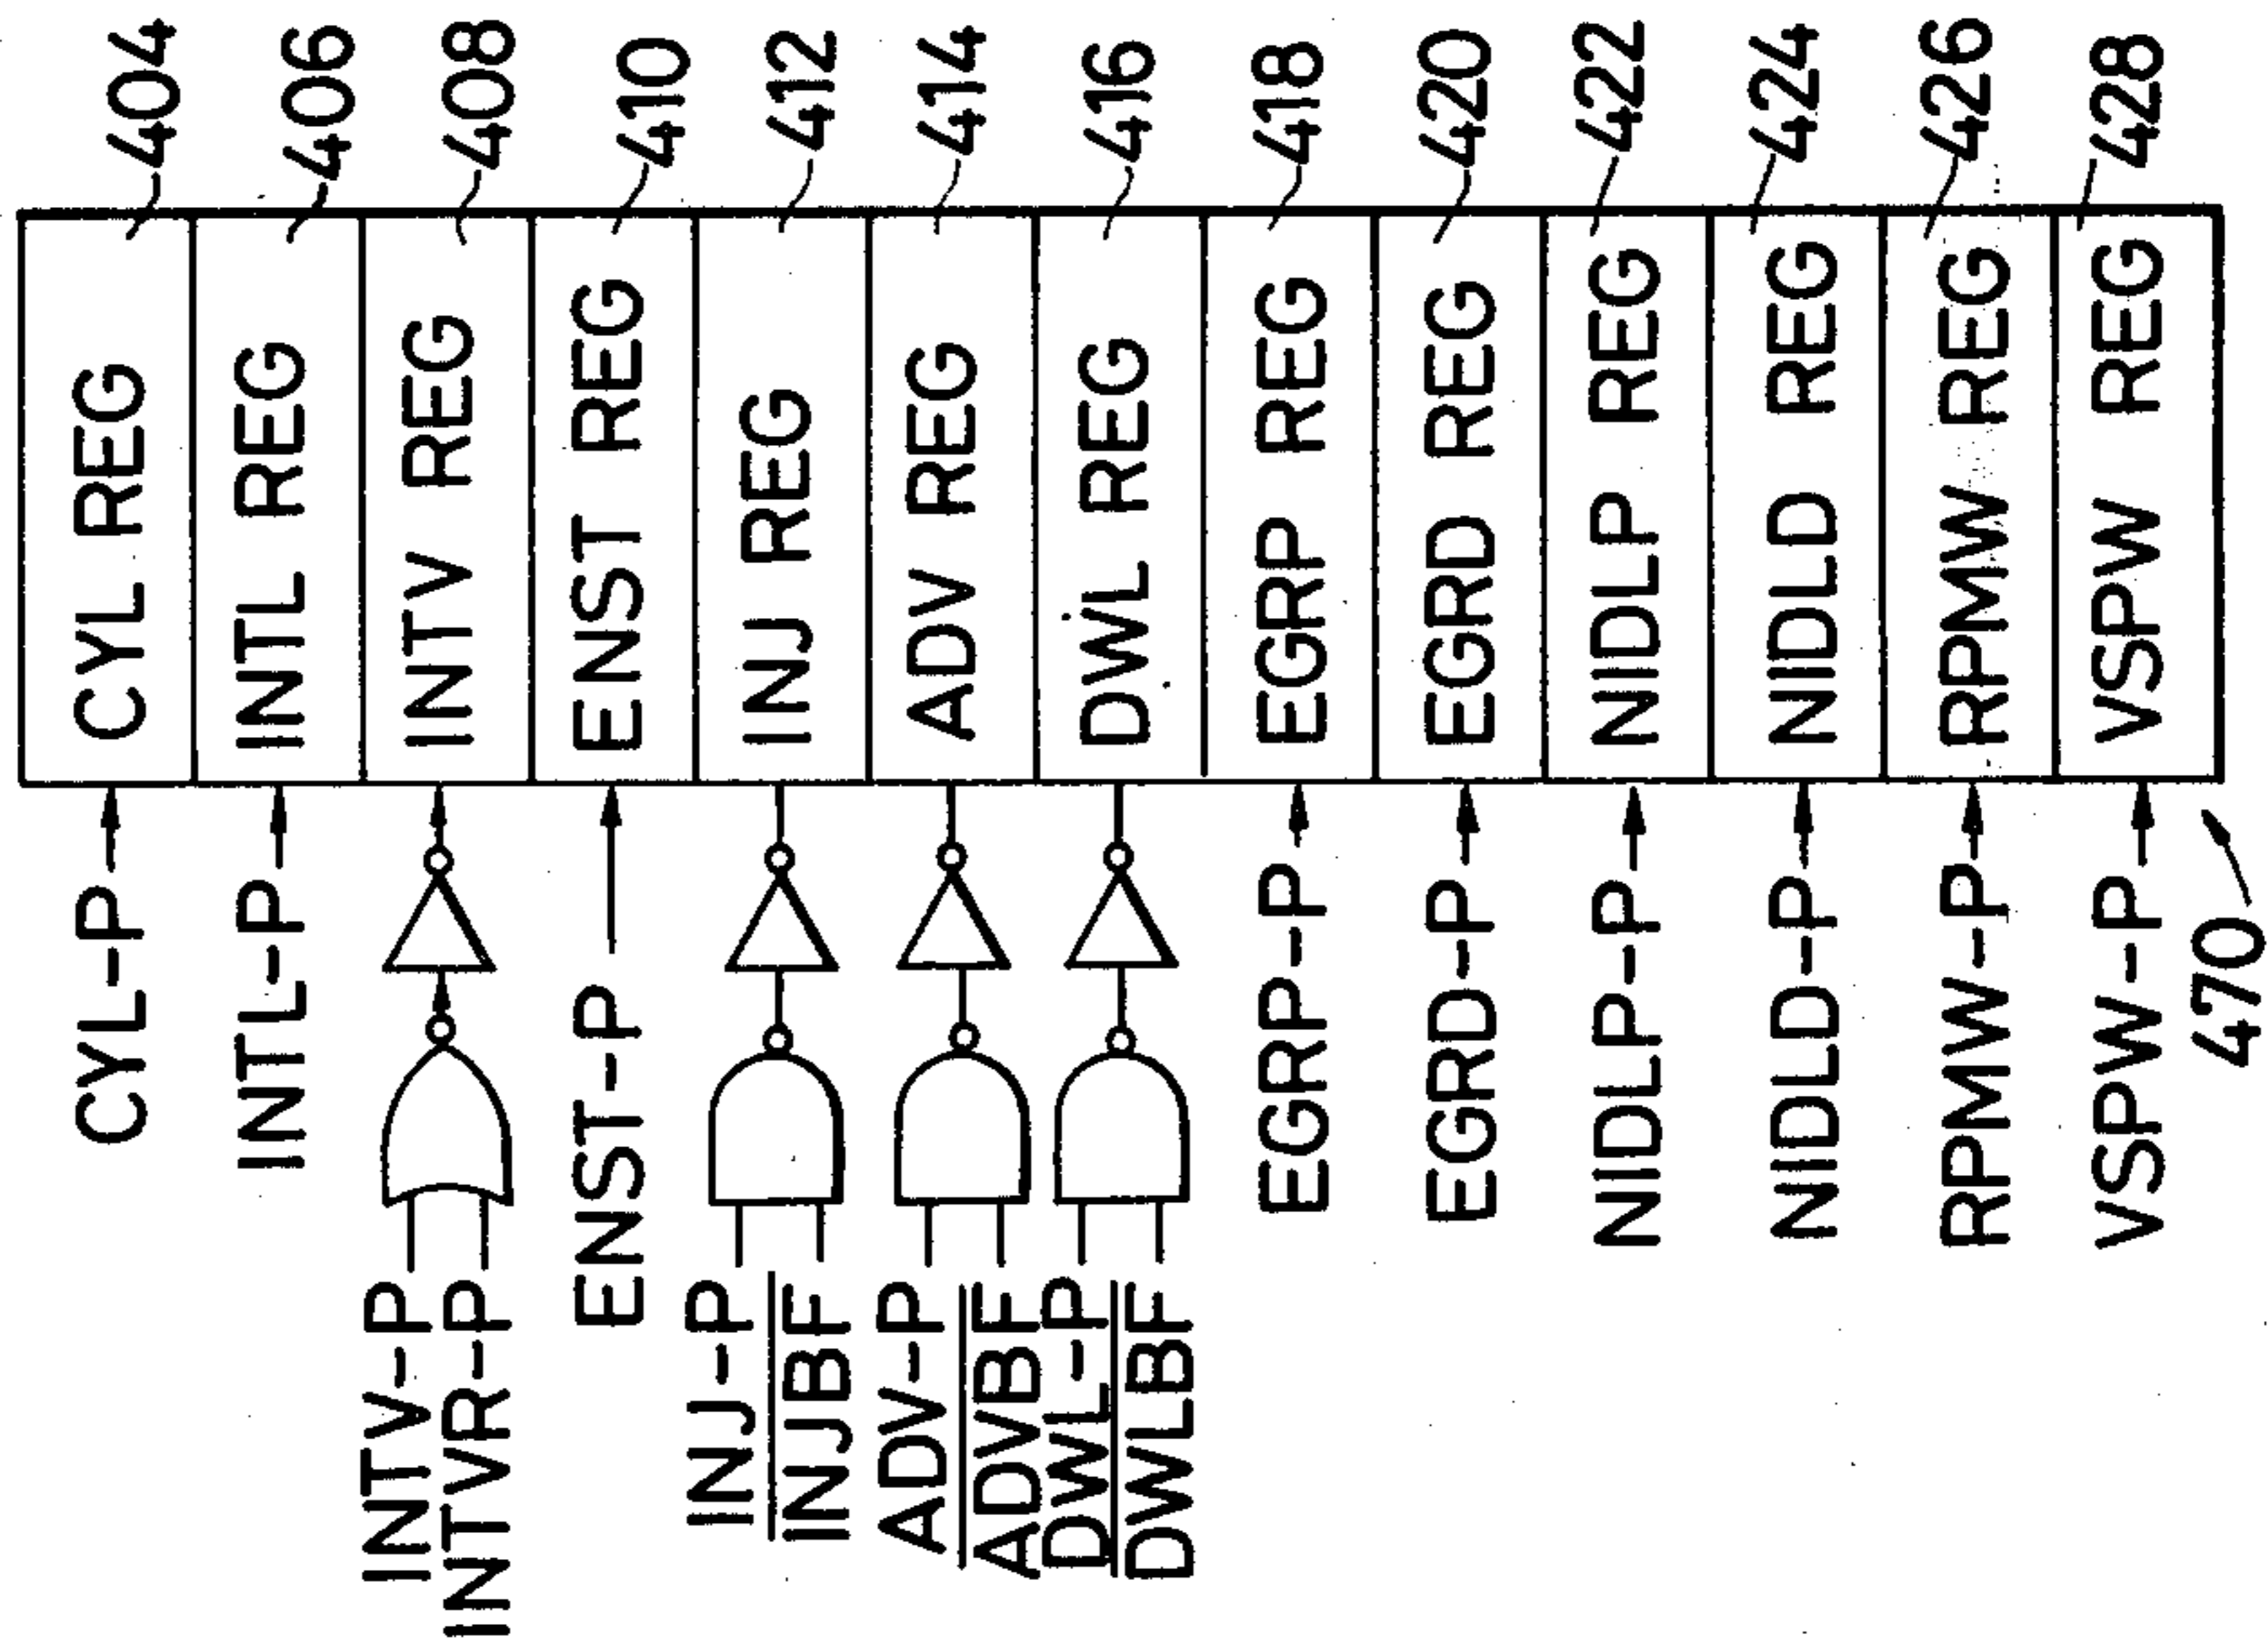 CYL-P CYL REG 404
INTL-P INTL REG 406
INTV-P
INTVR-P INTV REG 408
ENST-P ENST REG 410
INJ-P
INJBF INJ REG 412
ADV-P
ADVBF ADV REG 414
DWL-P
DWLBF DWL REG 416
EGRP-P EGRP REG 418
EGRD-P EGRD REG 420
NIDLP-P NIDLP REG 422
NIDLD-P NIDLD REG 424
RPMW-P RPMW REG 426
VSPW-P VSPW REG 428
470